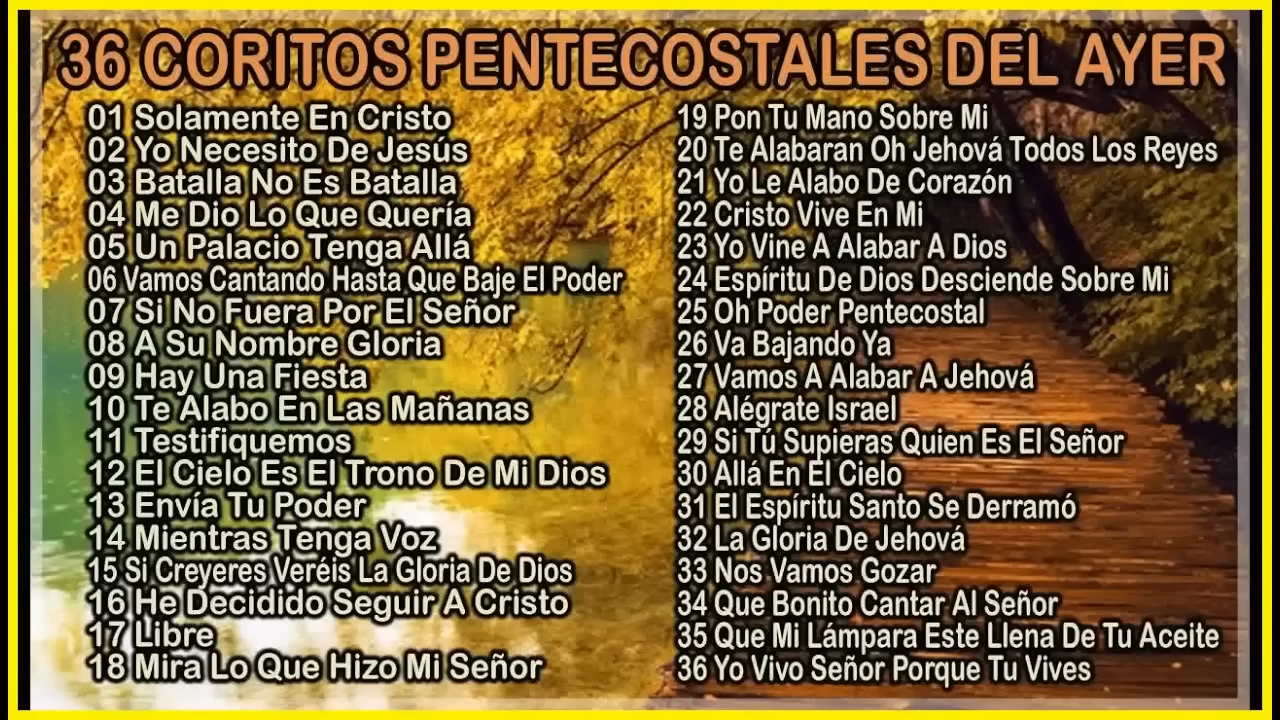 36 CORITOS PENTECOSTALES DEL AYER
01 Solamente En Cristo
02 Yo Necesito De Jesús
03 Batalla No Es Batalla
04 Me Dio Lo Que Quería
05 Un Palacio Tenga Allá
06 Vamos Cantando Hasta Que Baje El Poder
07 Si No Fuera Por El Señor
08 A Su Nombre Gloria
09 Hay Una Fiesta
10 Te Alabo En Las Mañanas
11 Testifiquemos
12 El Cielo Es El Trono De Mi Dios
13 Envía Tu Poder
14 Mientras Tenga Voz
15 Si Creyeres Veréis La Gloria De Dios
16 He Decidido Seguir A Cristo
17 Libre
18 Mira Lo Que Hizo Mi Señor
19 Pon Tu Mano Sobre Mi
20 Te Alabaran Oh Jehová Todos Los Reyes
21 Yo Le Alabo De Corazón
22 Cristo Vive En Mi
23 Yo Vine A Alabar A Dios
24 Espíritu De Dios Desciende Sobre Mi
25 Oh Poder Pentecostal
26 Va Bajando Ya
27 Vamos A Alabar A Jehová
28 Alégrate Israel
29 Si Tú Supieras Quien Es El Señor
30 Allá En El Cielo
31 El Espíritu Santo Se Derramó
32 La Gloria De Jehová
33 Nos Vamos Gozar
34 Que Bonito Cantar Al Señor
35 Que Mi Lámpara Este Llena De Tu Aceite
36 Yo Vivo Señor Porque Tu Vives